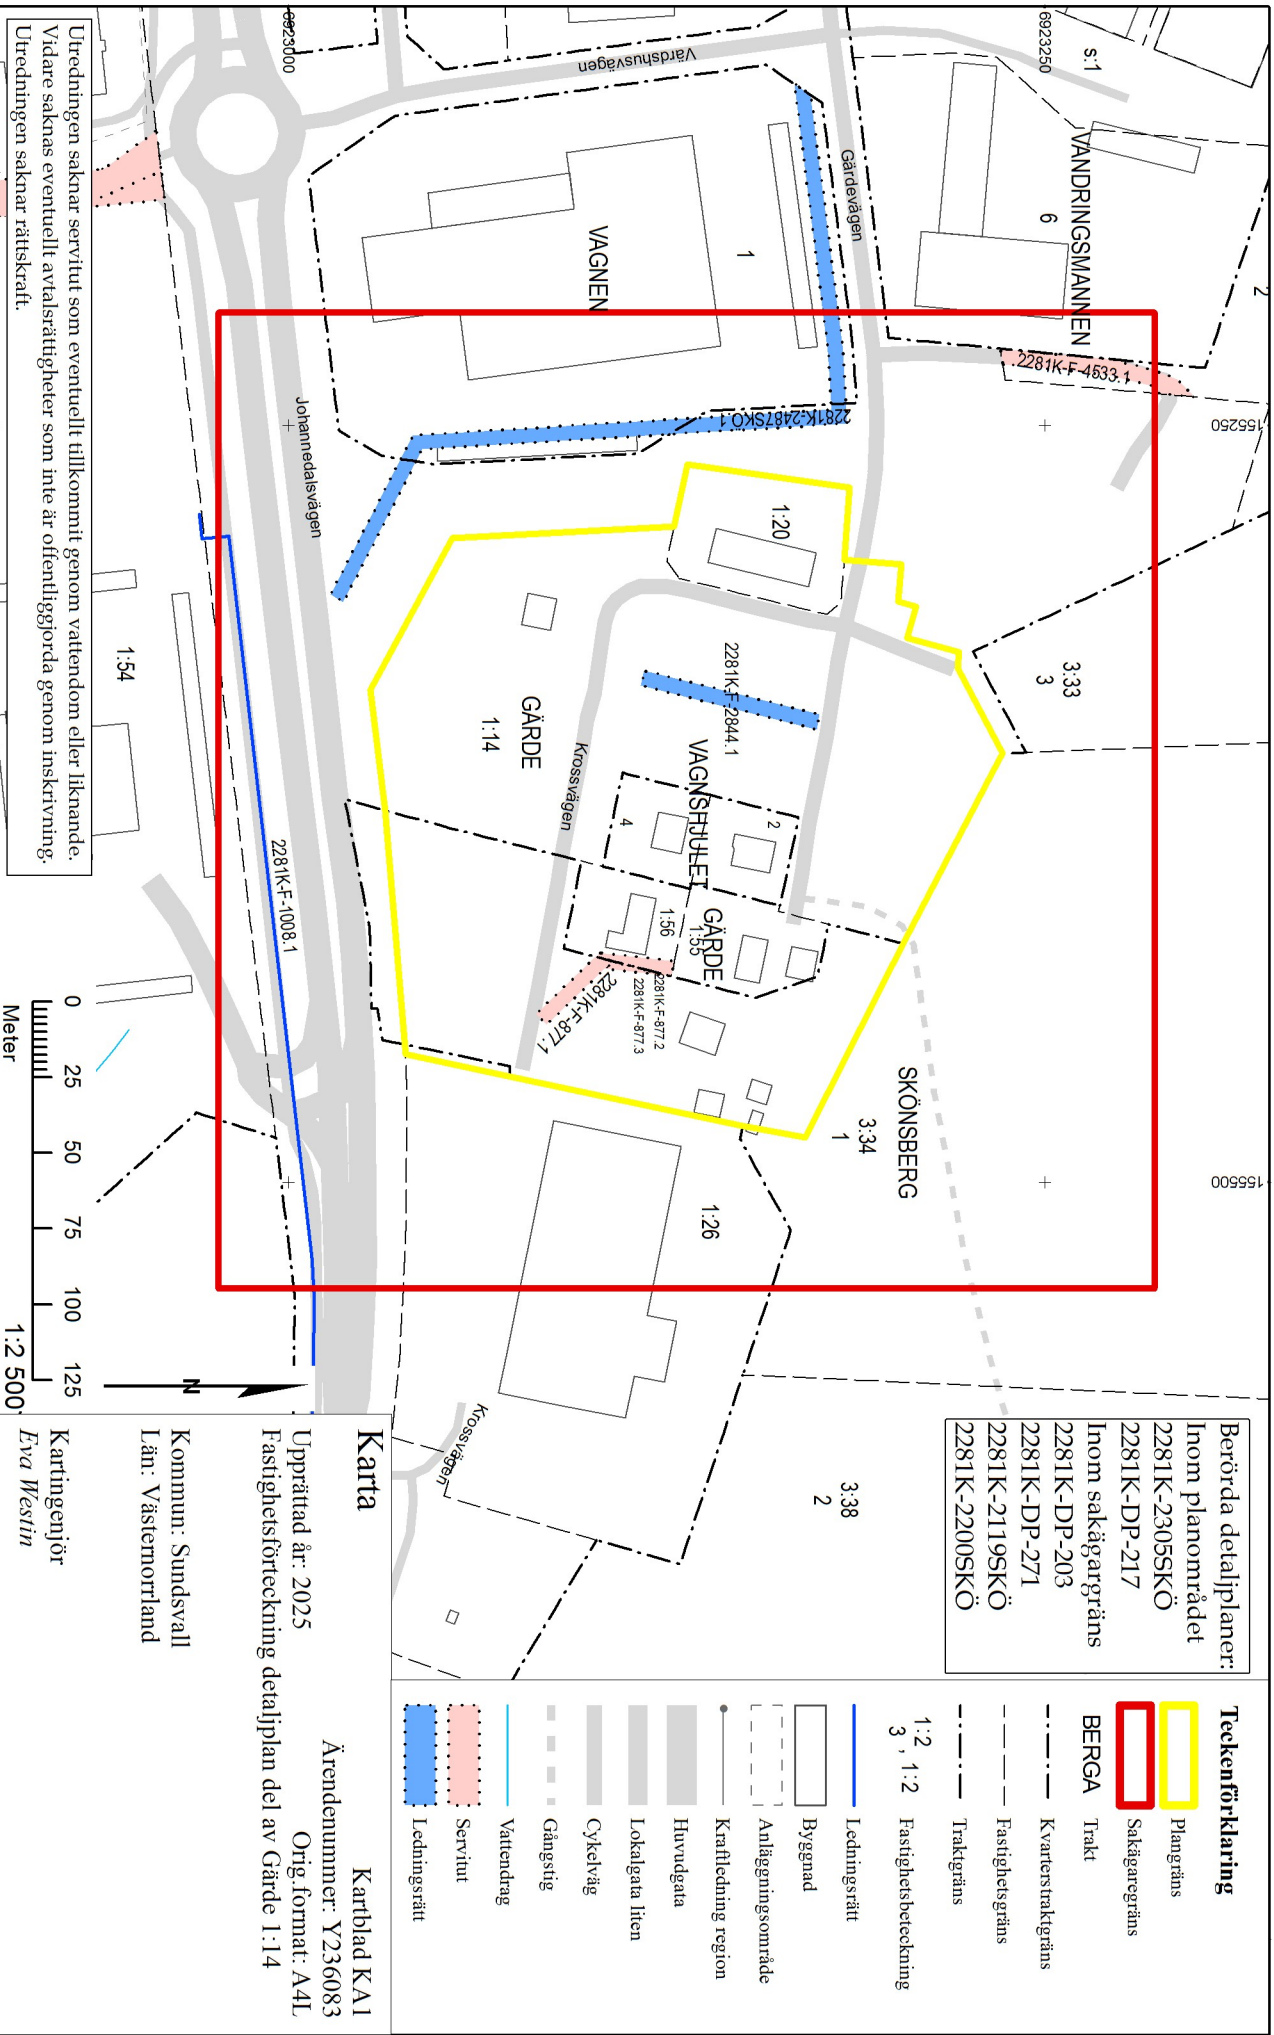 s:1
6923250
6923000
Värdshusvägen
Gärdevägen
VANDRINGSMANNEN
6
2
VAGNEN
1
2281K-F-4533.1
155250
2281K-2487SKÖ.1
Johannedalsvägen
1:20
3:33
3
2281K-F-2844.1
GÄRDE
1:14
Krossvägen
VAGNSHJULET
4
2
GÄRDE
1:56
1:55
2281K-F-877.1
2281K-F-877.2
2281K-F-877.3
1:54
2281K-F-1008.1
SKÖNSBERG
3:34
1
155500
1:26
3:38
2
Krossvägen
Utredningen saknar servitut som eventuellt tillkommit genom vattendom eller liknande.
Vidare saknas eventuellt avtalsrättigheter som inte är offentliggjorda genom inskrivning.
Utredningen saknar rättskraft.
0 25 50 75 100 125
Meter
1:2 500
N
Berörda detaljplaner:
Inom planområdet
2281K-2305SKÖ
2281K-DP-217
Inom sakägargräns
2281K-DP-203
2281K-DP-271
2281K-2119SKÖ
2281K-2200SKÖ
Teckenförklaring
Plangräns
Sakägaregräns
BERGA Trakt
Kvarterstraktgräns
Fastighetsgräns
Traktgräns
1:2
3 , 1:2 Fastighetsbeteckning
Ledningsrätt
Byggnad
Anläggningsområde
Kraftledning region
Huvudgata
Lokalgata liten
Cykelväg
Gångstig
Vattendrag
Servitut
Ledningsrätt
Karta
Kartblad KA1
Upprättad år: 2025
Ärendenummer: Y236083
Orig.format: A4L
Fastighetsförteckning detaljplan del av Gärde 1:14
Kommun: Sundsvall
Län: Västernorrland
Kartingenjör
Eva Westin